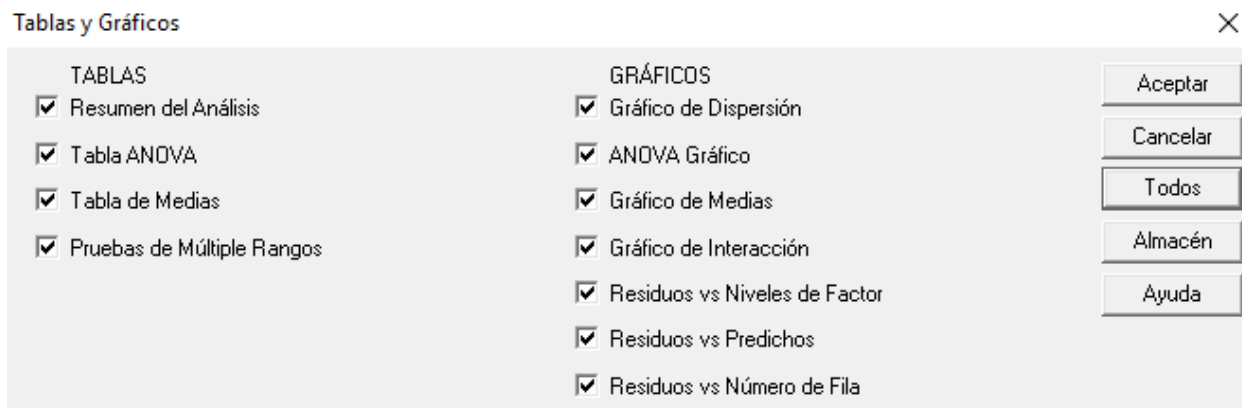 Tablas y Gráficos
TABLAS
Resumen del Análisis
Tabla ANOVA
Tabla de Medias
Pruebas de Múltiple Rangos
GRÁFICOS
Gráfico de Dispersión
ANOVA Gráfico
Gráfico de Medias
Gráfico de Interacción
Residuos vs Niveles de Factor
Residuos vs Predichos
Residuos vs Número de Fila
Aceptar
Cancelar
Todos
Almacén
Ayuda